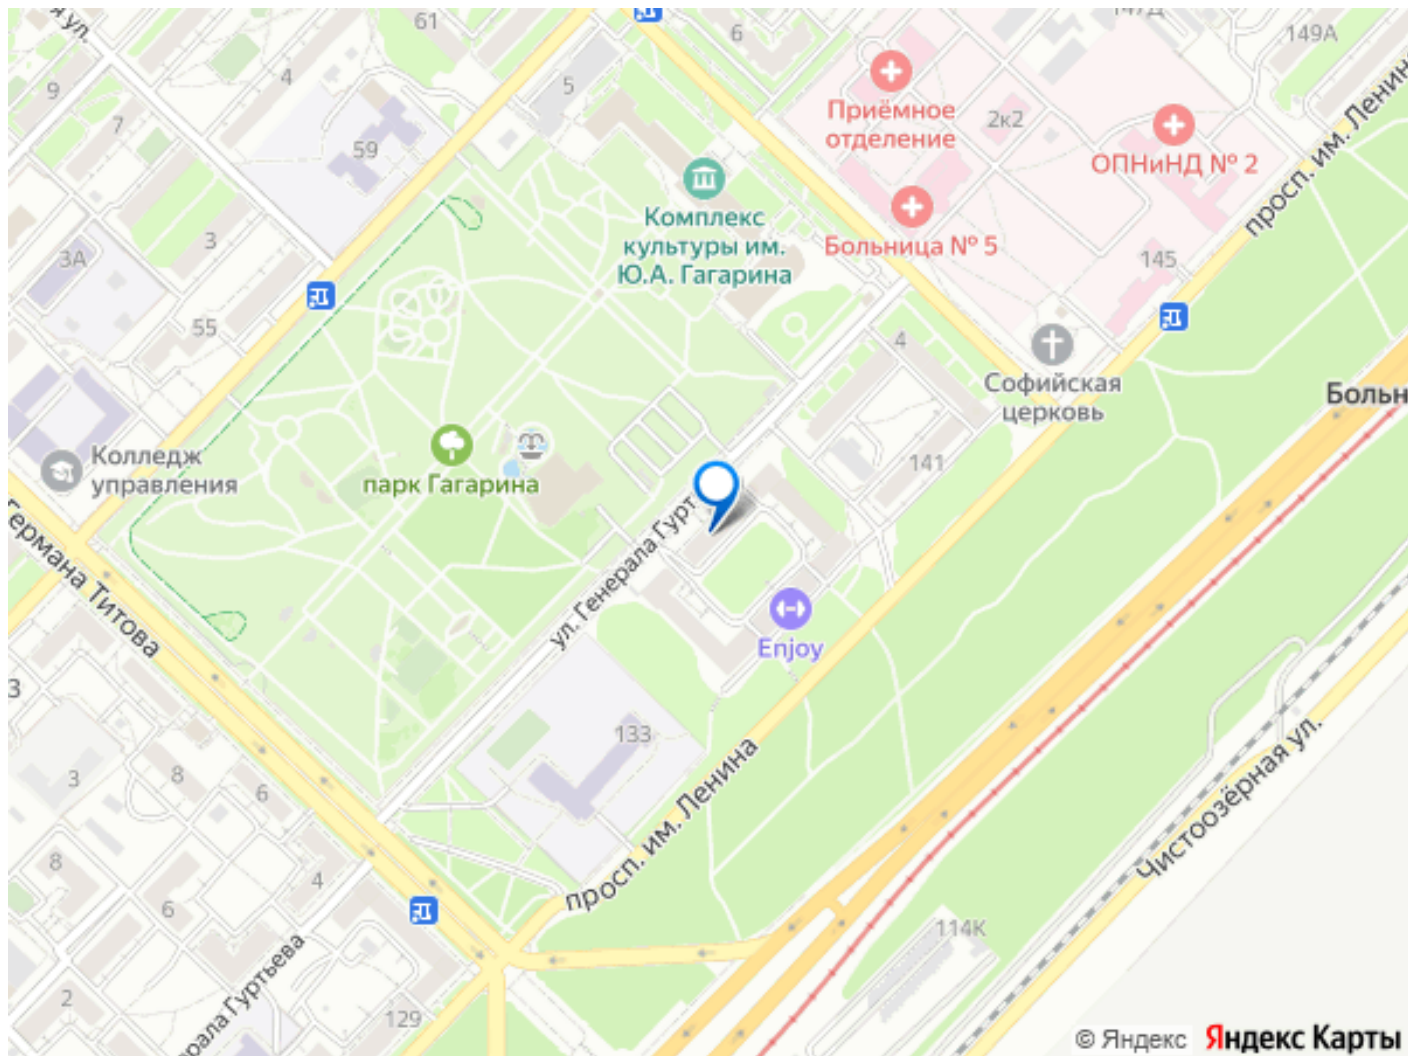 я ул.
61
6
147Д
149А
9
4
5
7
59
Приёмное
отделение
2к2
ОПНиНД № 2
просп. им. Ленин
Комплекс
культуры им.
Ю.А. Гагарина
Больница № 5
3
3А
145
55
4
Софийская
церковь
Больн
Колледж
управления
парк Гагарина
141
ул. Генерала Гурт
Германа Титова
Enjoy
3
133
просп. им. Ленина
Чистоозёрная ул.
3
8
6
8
4
6
114К
2
рала Гуртьева
129
© Яндекс
Яндекс Карты